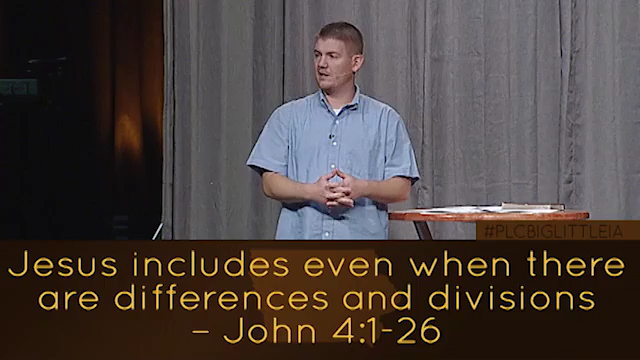 #PLCBIGLITTLEIA
Jesus includes even when there
are differences and divisions
– John 4:1-26